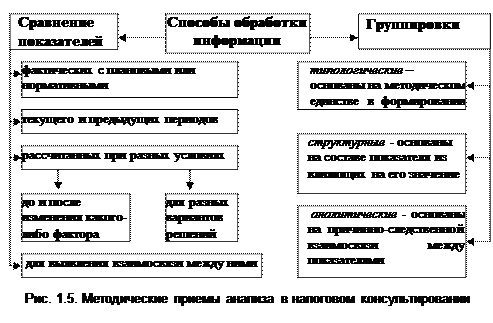 Сравнение
показателей
Способы обработки
информации
Группировки
фактических с плановыми или
нормативными
текущего и предыдущих периодов
рассчитанных при разных условиях
до и после
изменения какого-
либо фактора
для разных
вариантов
решений
для выявления взаимосвязи между ними
типологические –
основаны на методическом
единстве в формировании
структурные - основаны
на составе показателя из
влияющих на его значение
аналитические - основаны
на причинно-следственной
взаимосвязи между
показателями
Рис. 1.5. Методические приемы анализа в налоговом консультировании